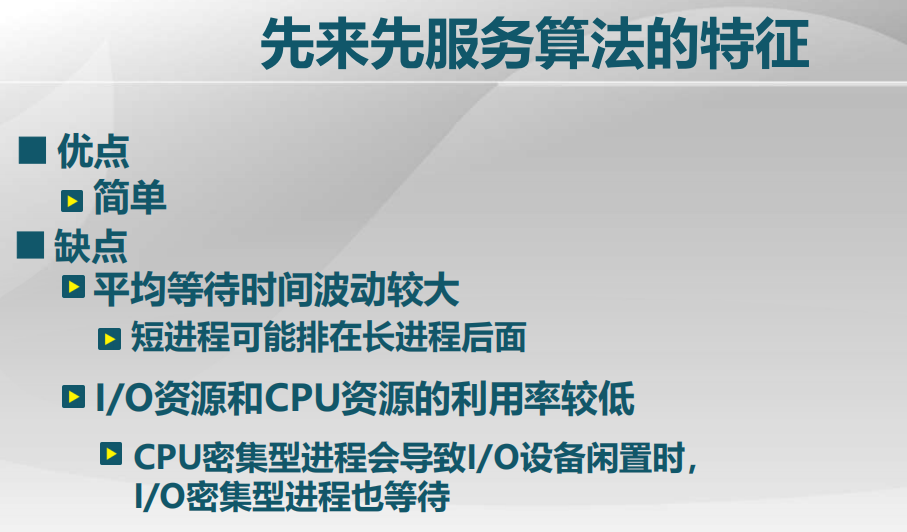 先来先服务算法的特征
优点
简单
缺点
平均等待时间波动较大
短进程可能排在长进程后面
I/O资源和CPU资源的利用率较低
CPU密集型进程会导致I/O设备闲置时，
I/O密集型进程也等待